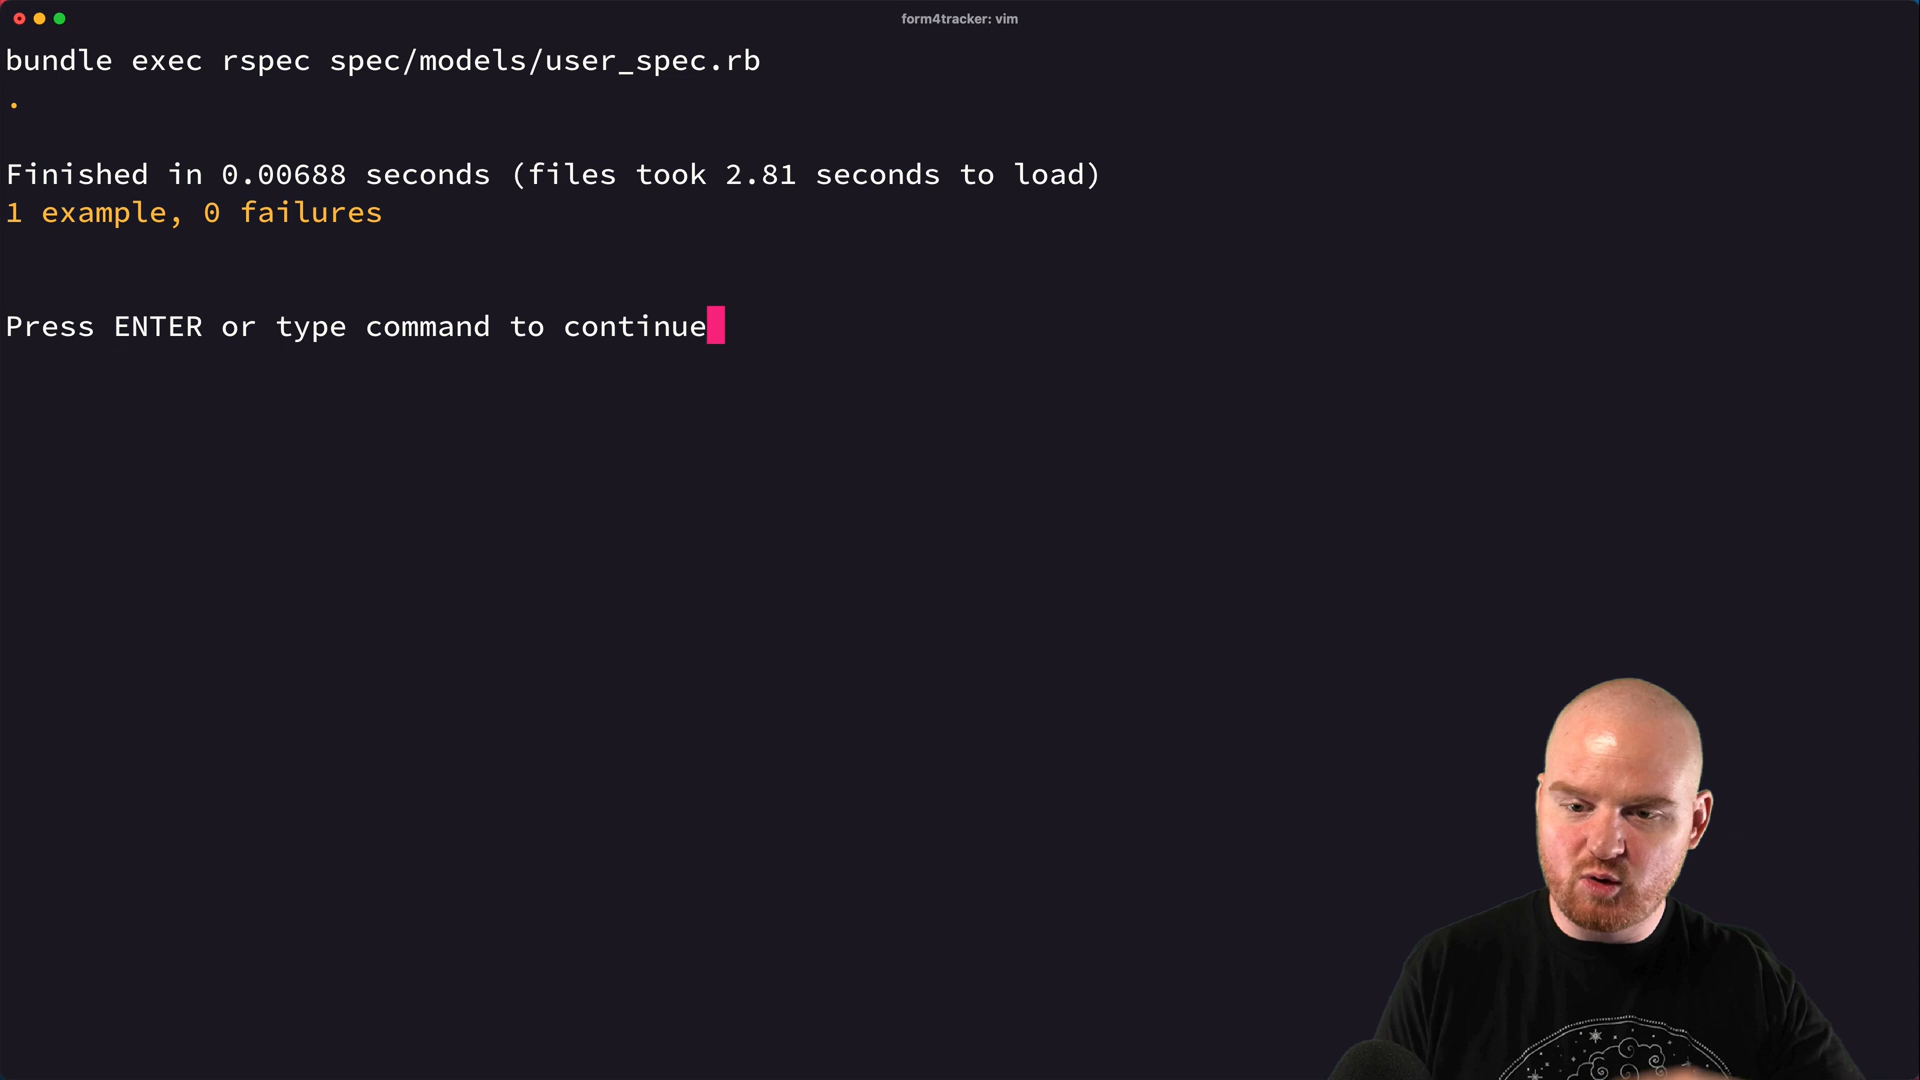 form4tracker: vim
bundle exec rspec spec/models/user_spec.rb
.
Finished in 0.00688 seconds (files took 2.81 seconds to load)
1 example, 0 failures
Press ENTER or type command to continue